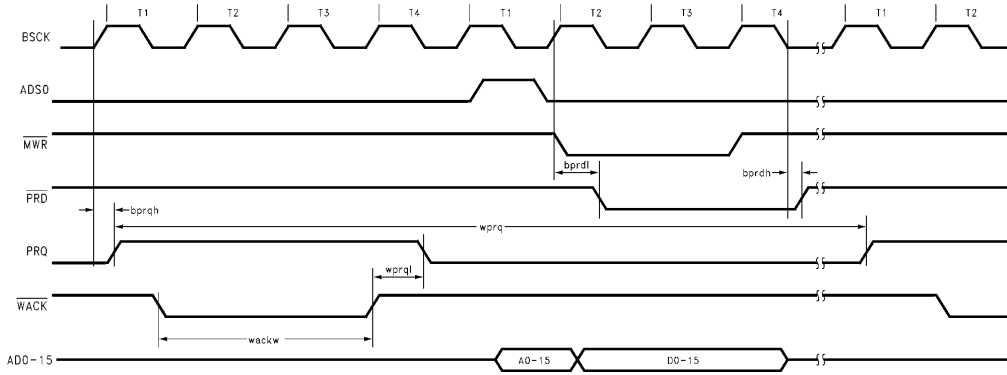 T1 T2 T3 T4 T1 T2 T3 T4 T1 T2
BSCK
ADS0
MWR
bprdl bprdh
PRD
bprqh
wprq
PRQ
wprql
WACK
wackw
AD0-15 A0-15 D0-15